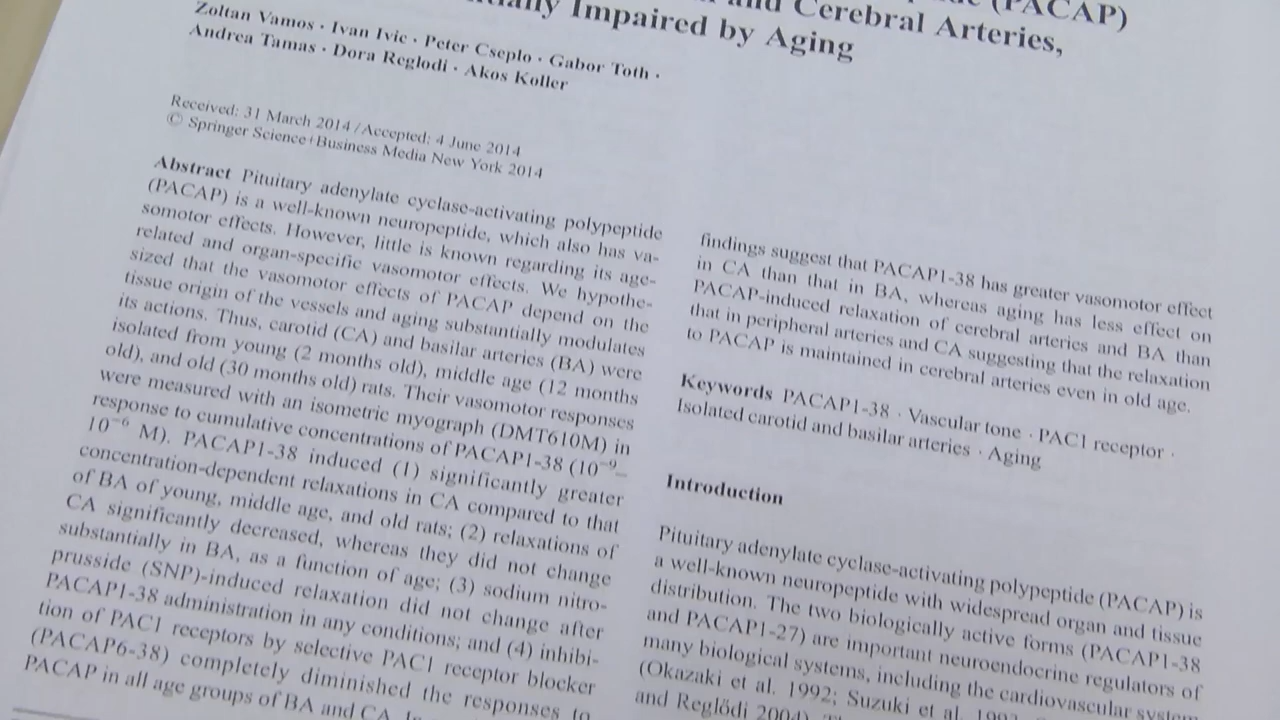 (PACAP)
and Cerebral Arteries,
Impaired by Aging
Zoltan Vamos · Ivan Ivic · Peter Cseplo · Gabor Toth ·
Andrea Tamas · Dora Reglodi · Akos Koller
Received: 31 March 2014 / Accepted: 4 June 2014
© Springer Science+Business Media New York 2014
Abstract Pituitary adenylate cyclase-activating polypeptide
(PACAP) is a well-known neuropeptide, which also has va-
somotor effects. However, little is known regarding its age-
related and organ-specific vasomotor effects. We hypothe-
sized that the vasomotor effects of PACAP depend on the
tissue origin of the vessels and aging substantially modulates
its actions. Thus, carotid (CA) and basilar arteries (BA) were
isolated from young (2 months old), middle age (12 months
old), and old (30 months old) rats. Their vasomotor responses
were measured with an isometric myograph (DMT610M) in
response to cumulative concentrations of PACAP1-38 (10⁻⁹–
10⁻⁶ M). PACAP1-38 induced (1) significantly greater
concentration-dependent relaxations in CA compared to that
of BA of young, middle age, and old rats; (2) relaxations of
CA significantly decreased, whereas they did not change
substantially in BA, as a function of age; (3) sodium nitro-
prusside (SNP)-induced relaxation did not change after
PACAP1-38 administration in any conditions; and (4) inhibi-
tion of PAC1 receptors by selective PAC1 receptor blocker
(PACAP6-38) completely diminished the responses to
PACAP in all age groups of BA and CA.
findings suggest that PACAP1-38 has greater vasomotor effect
in CA than that in BA, whereas aging has less effect on
PACAP-induced relaxation of cerebral arteries and BA than
that in peripheral arteries and CA suggesting that the relaxation
to PACAP is maintained in cerebral arteries even in old age.
Keywords PACAP1-38 · Vascular tone · PAC1 receptor ·
Isolated carotid and basilar arteries · Aging
Introduction
Pituitary adenylate cyclase-activating polypeptide (PACAP) is
a well-known neuropeptide with widespread organ and tissue
distribution. The two biologically active forms (PACAP1-38
and PACAP1-27) are important neuroendocrine regulators of
many biological systems, including the cardiovascular system
(Okazaki et al. 1992; Suzuki et al.
and Reglődi 2004).